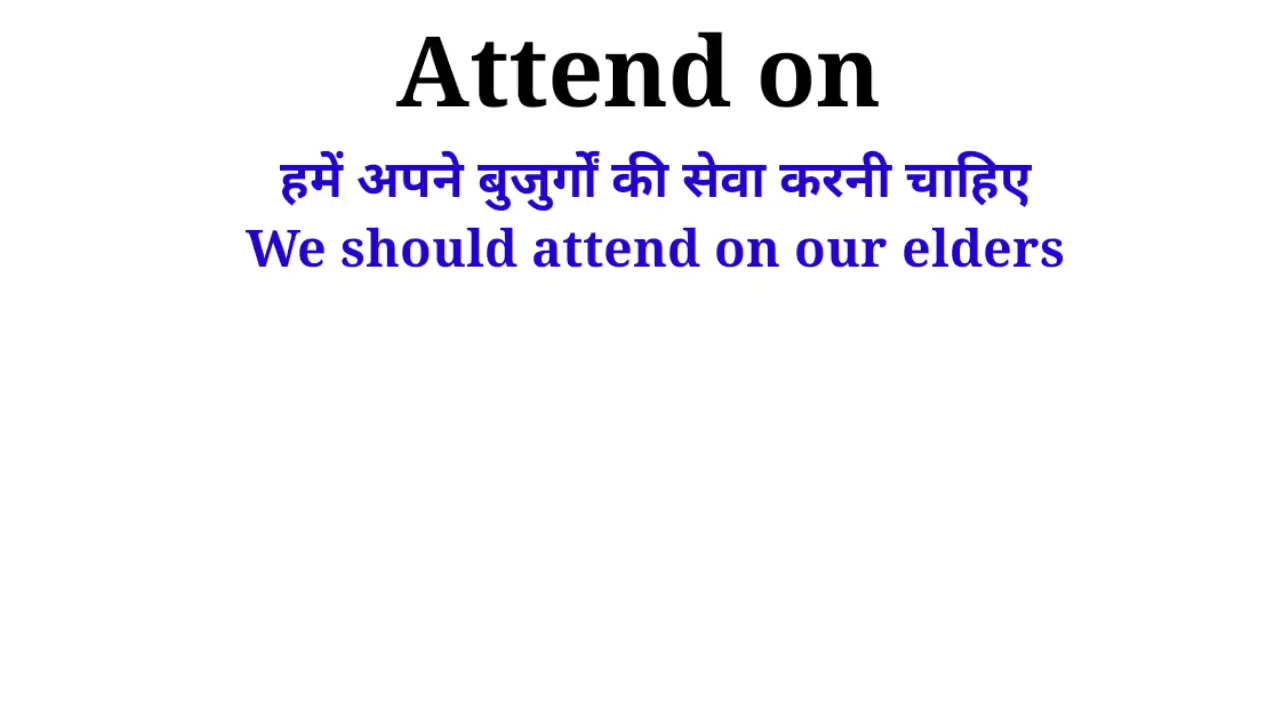 Attend on
हमें अपने बुजुर्गों की सेवा करनी चाहिए
We should attend on our elders